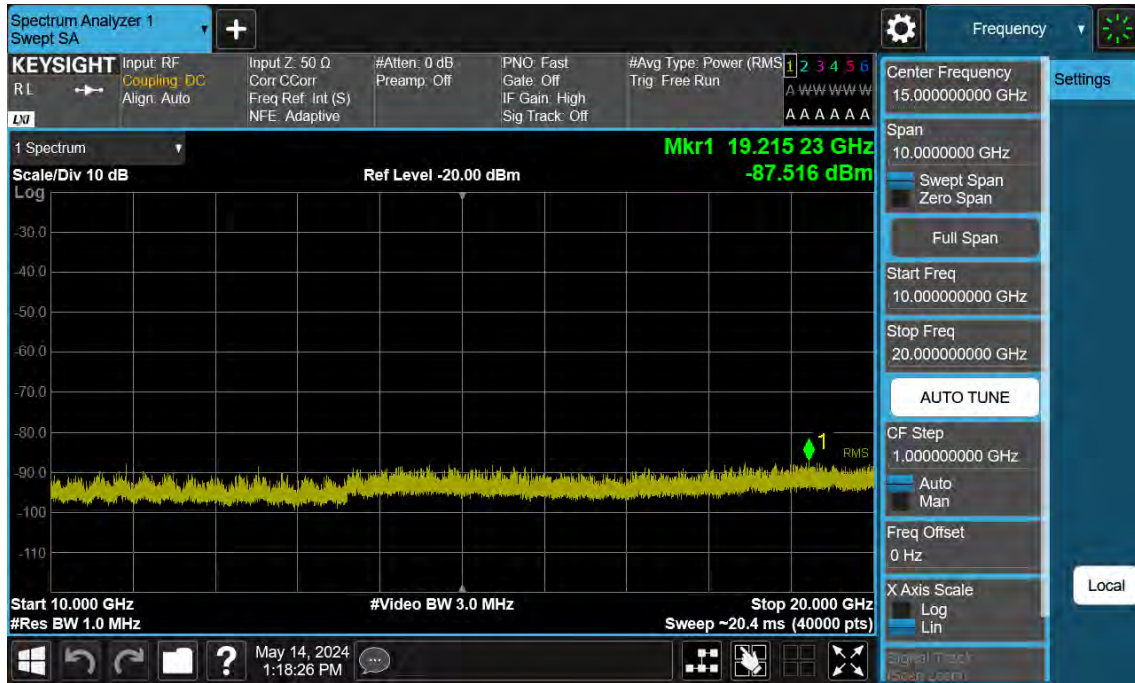 Spectrum Analyzer 1
Swept SA
Frequency
KEYSIGHT
RL
LXI
Input: RF
Coupling: DC
Align: Auto
Input Z: 50 Ω
Corr CCorr
Freq Ref: Int (S)
NFE: Adaptive
#Atten: 0 dB
Preamp: Off
PNO: Fast
Gate: Off
IF Gain: High
Sig Track: Off
#Avg Type: Power (RMS
Trig: Free Run
1 2 3 4 5 6
A W W W W W
A A A A A A
1 Spectrum
Scale/Div 10 dB
Ref Level -20.00 dBm
Mkr1 19.215 23 GHz
-87.516 dBm
Log
-30.0
-40.0
-50.0
-60.0
-70.0
-80.0
-90.0
-100
-110
1
RMS
Start 10.000 GHz
#Video BW 3.0 MHz
Stop 20.000 GHz
#Res BW 1.0 MHz
Sweep ~20.4 ms (40000 pts)
Center Frequency
15.000000000 GHz
Span
10.0000000 GHz
Swept Span
Zero Span
Full Span
Start Freq
10.000000000 GHz
Stop Freq
20.000000000 GHz
AUTO TUNE
CF Step
1.000000000 GHz
Auto
Man
Freq Offset
0 Hz
X Axis Scale
Log
Lin
Signal Track
(Span Zoom)
Settings
Local
?
May 14, 2024
1:18:26 PM